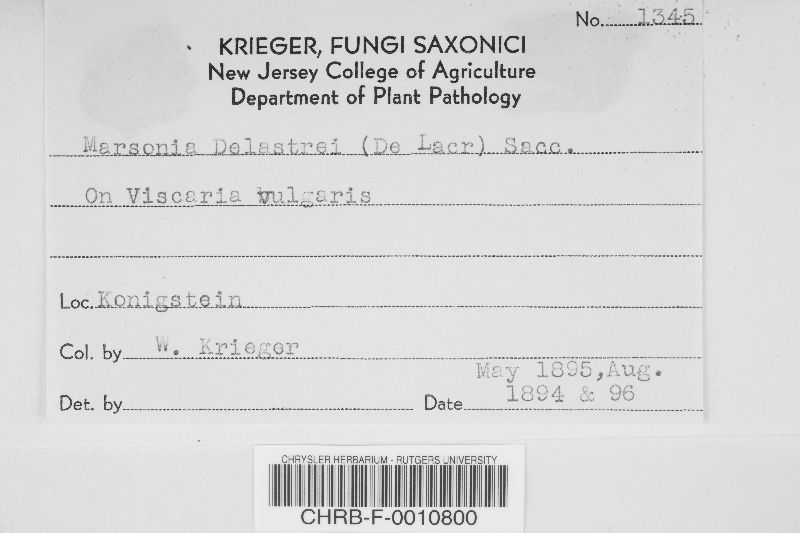 No. 1345
KRIEGER, FUNGI SAXONICI
New Jersey College of Agriculture
Department of Plant Pathology
Marsonia Delastrei (De Lacr) Sacc.
On Viscaria vulgaris
Loc. Konigstein
Col. by W. Krieger
May 1895, Aug.
Det. by Date 1894 & 96
CHRYSLER HERBARIUM - RUTGERS UNIVERSITY
CHRB-F-0010800